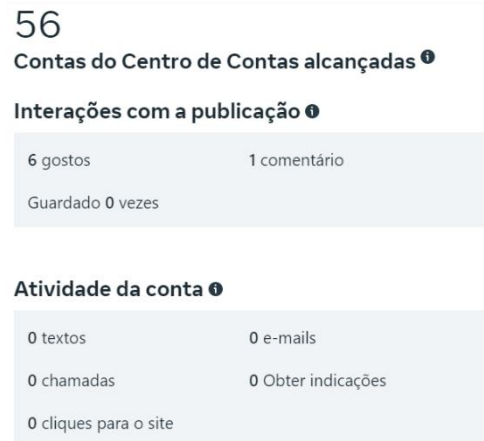 56
Contas do Centro de Contas alcançadas
Interações com a publicação
6 gostos
1 comentário
Guardado 0 vezes
Atividade da conta
0 textos
0 e-mails
0 chamadas
0 Obter indicações
0 cliques para o site